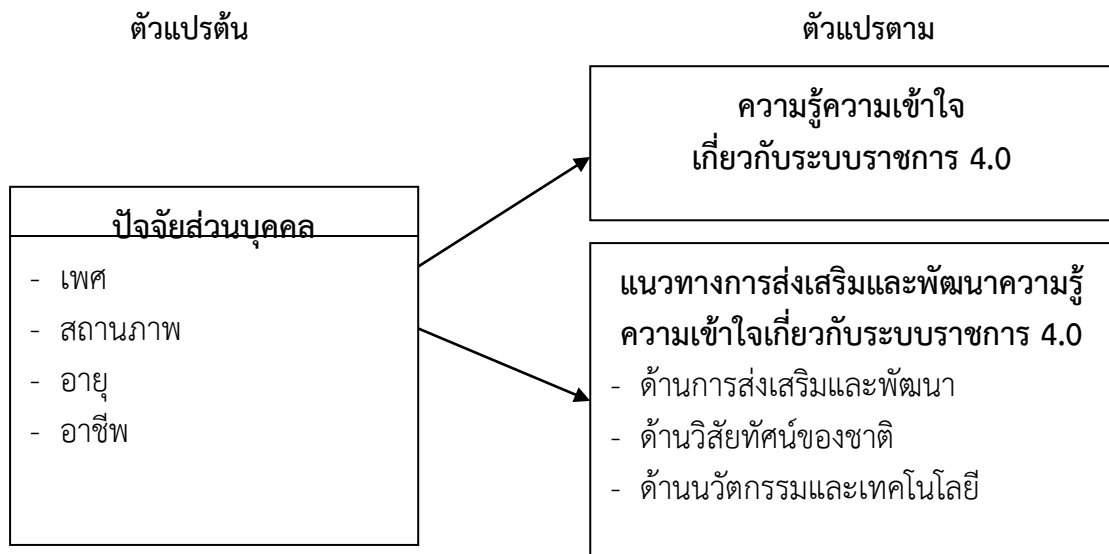 ตัวแปรต้น
ตัวแปรตาม
ความรู้ความเข้าใจ
เกี่ยวกับระบบราชการ 4.0
ปัจจัยส่วนบุคคล
- เพศ
- สถานภาพ
- อายุ
- อาชีพ
แนวทางการส่งเสริมและพัฒนาความรู้
ความเข้าใจเกี่ยวกับระบบราชการ 4.0
- ด้านการส่งเสริมและพัฒนา
- ด้านวิสัยทัศน์ของชาติ
- ด้านนวัตกรรมและเทคโนโลยี